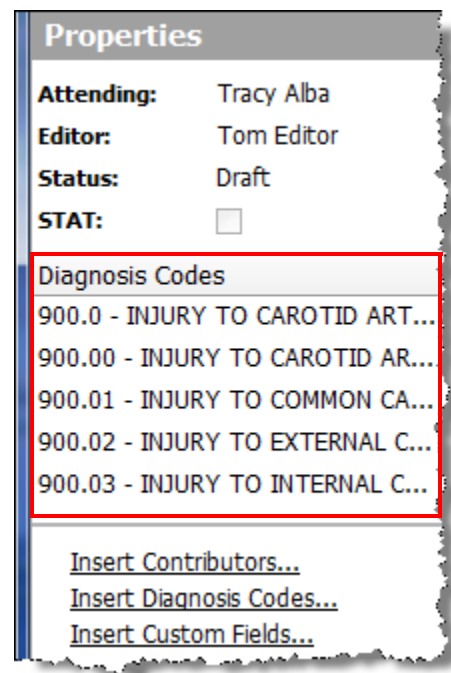 Properties
Attending: Tracy Alba
Editor: Tom Editor
Status: Draft
STAT:
Diagnosis Codes
900.0 - INJURY TO CAROTID ART...
900.00 - INJURY TO CAROTID AR...
900.01 - INJURY TO COMMON CA...
900.02 - INJURY TO EXTERNAL C...
900.03 - INJURY TO INTERNAL C...
Insert Contributors...
Insert Diagnosis Codes...
Insert Custom Fields...